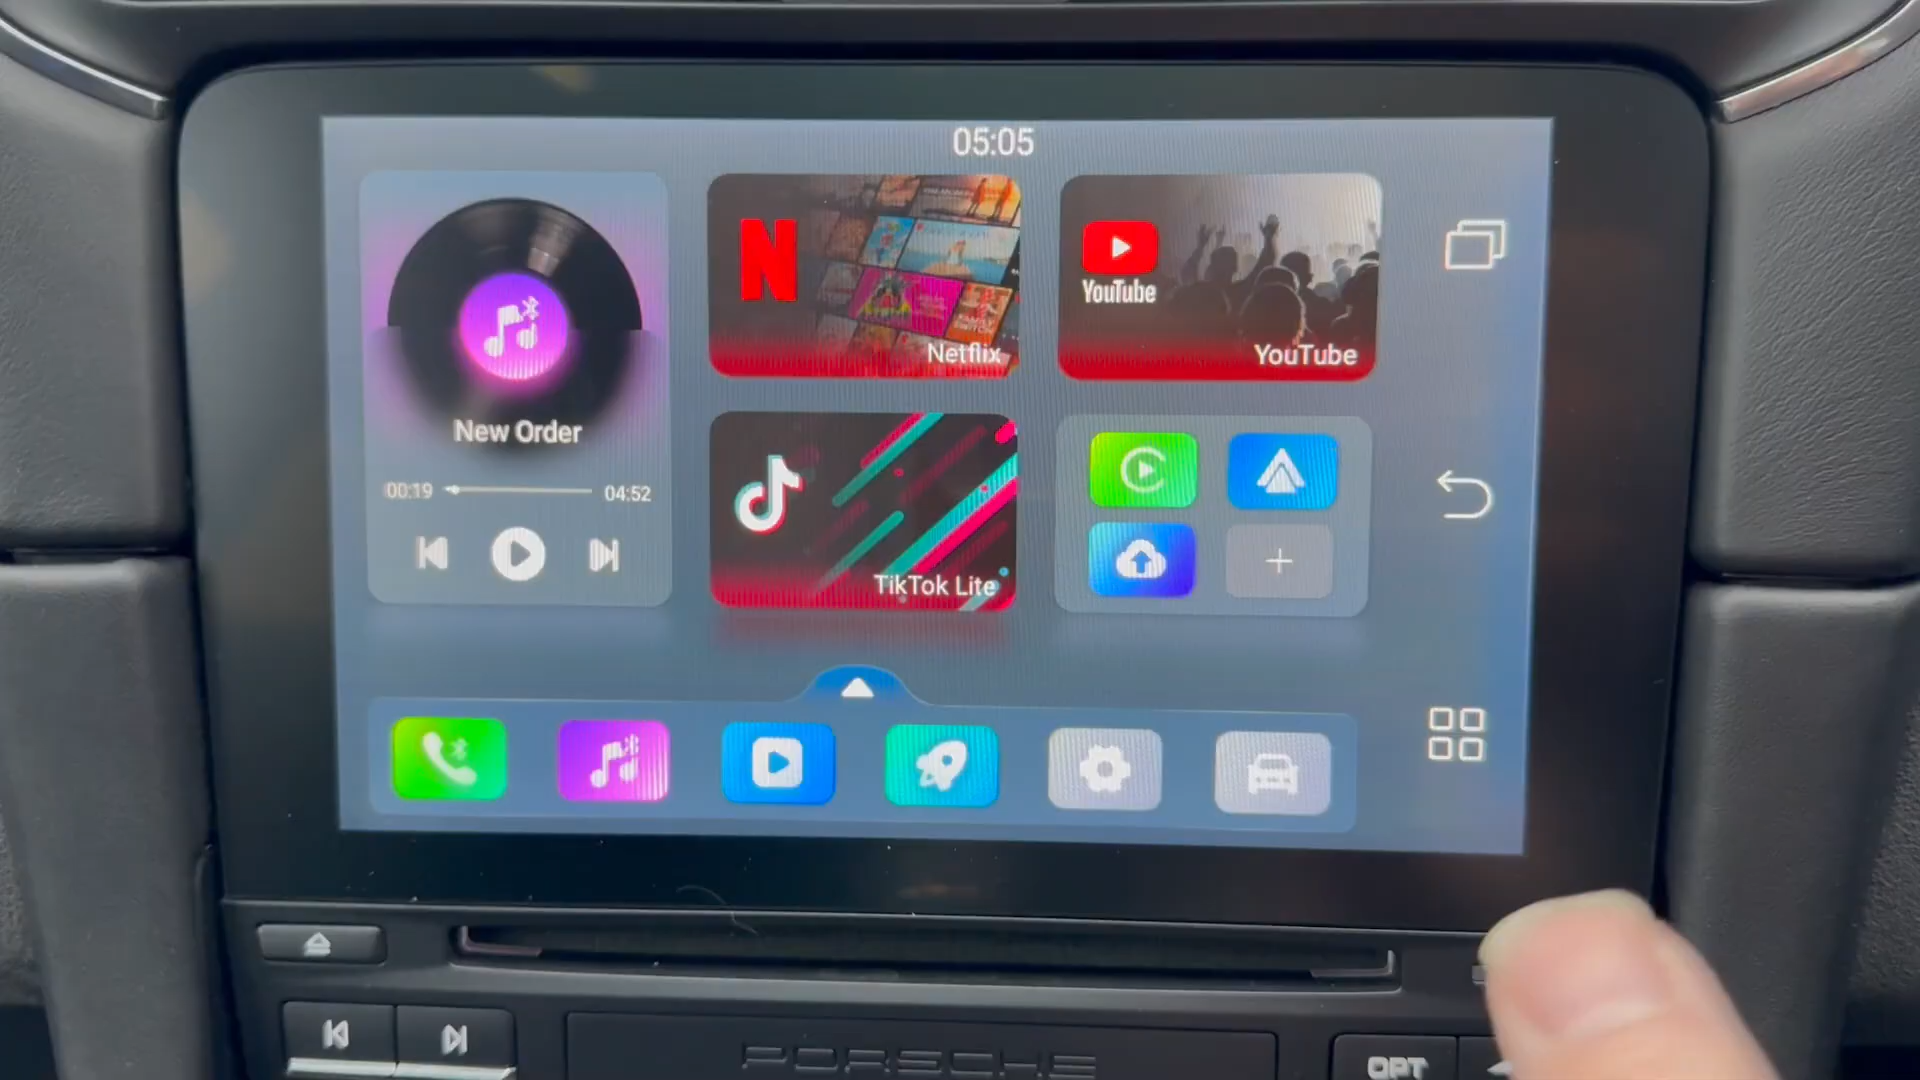 05:05
New Order
00:19
04:52
N
Netflix
YouTube
YouTube
TikTok Lite
PORSCHE
OPT